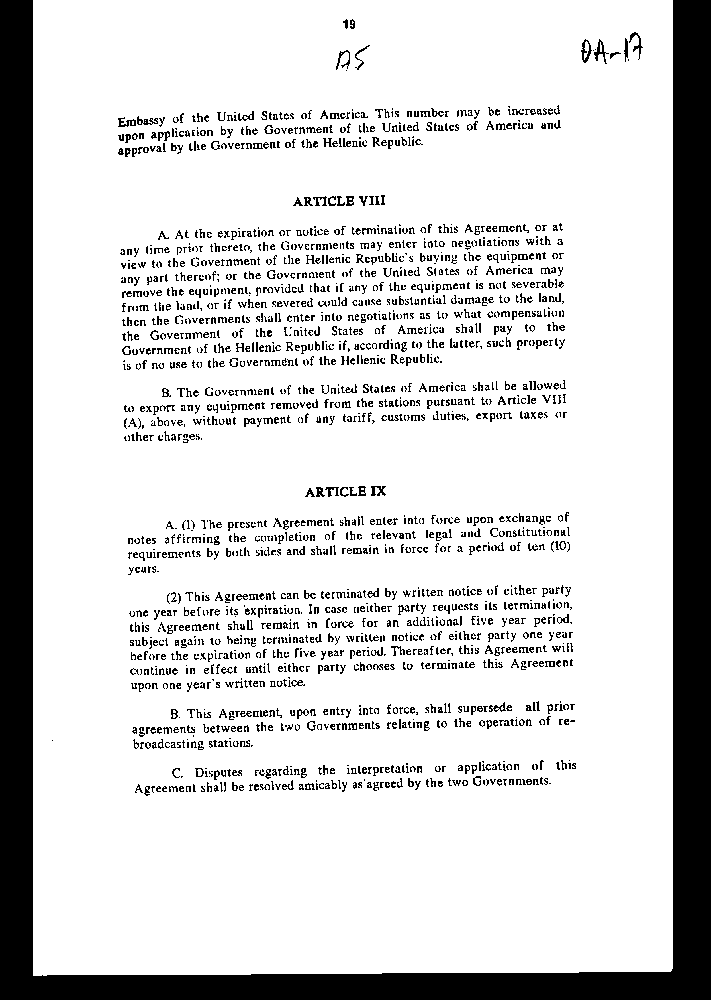 19
A5
ΘA-17
Embassy of the United States of America. This number may be increased
upon application by the Government of the United States of America and
approval by the Government of the Hellenic Republic.
ARTICLE VIII
A. At the expiration or notice of termination of this Agreement, or at
any time prior thereto, the Governments may enter into negotiations with a
view to the Government of the Hellenic Republic's buying the equipment or
any part thereof; or the Government of the United States of America may
remove the equipment, provided that if any of the equipment is not severable
from the land, or if when severed could cause substantial damage to the land,
then the Governments shall enter into negotiations as to what compensation
the Government of the United States of America shall pay to the
Government of the Hellenic Republic if, according to the latter, such property
is of no use to the Government of the Hellenic Republic.
B. The Government of the United States of America shall be allowed
to export any equipment removed from the stations pursuant to Article VIII
(A), above, without payment of any tariff, customs duties, export taxes or
other charges.
ARTICLE IX
A. (1) The present Agreement shall enter into force upon exchange of
notes affirming the completion of the relevant legal and Constitutional
requirements by both sides and shall remain in force for a period of ten (10)
years.
(2) This Agreement can be terminated by written notice of either party
one year before its expiration. In case neither party requests its termination,
this Agreement shall remain in force for an additional five year period,
subject again to being terminated by written notice of either party one year
before the expiration of the five year period. Thereafter, this Agreement will
continue in effect until either party chooses to terminate this Agreement
upon one year's written notice.
B. This Agreement, upon entry into force, shall supersede all prior
agreements between the two Governments relating to the operation of re-
broadcasting stations.
C. Disputes regarding the interpretation or application of this
Agreement shall be resolved amicably as agreed by the two Governments.